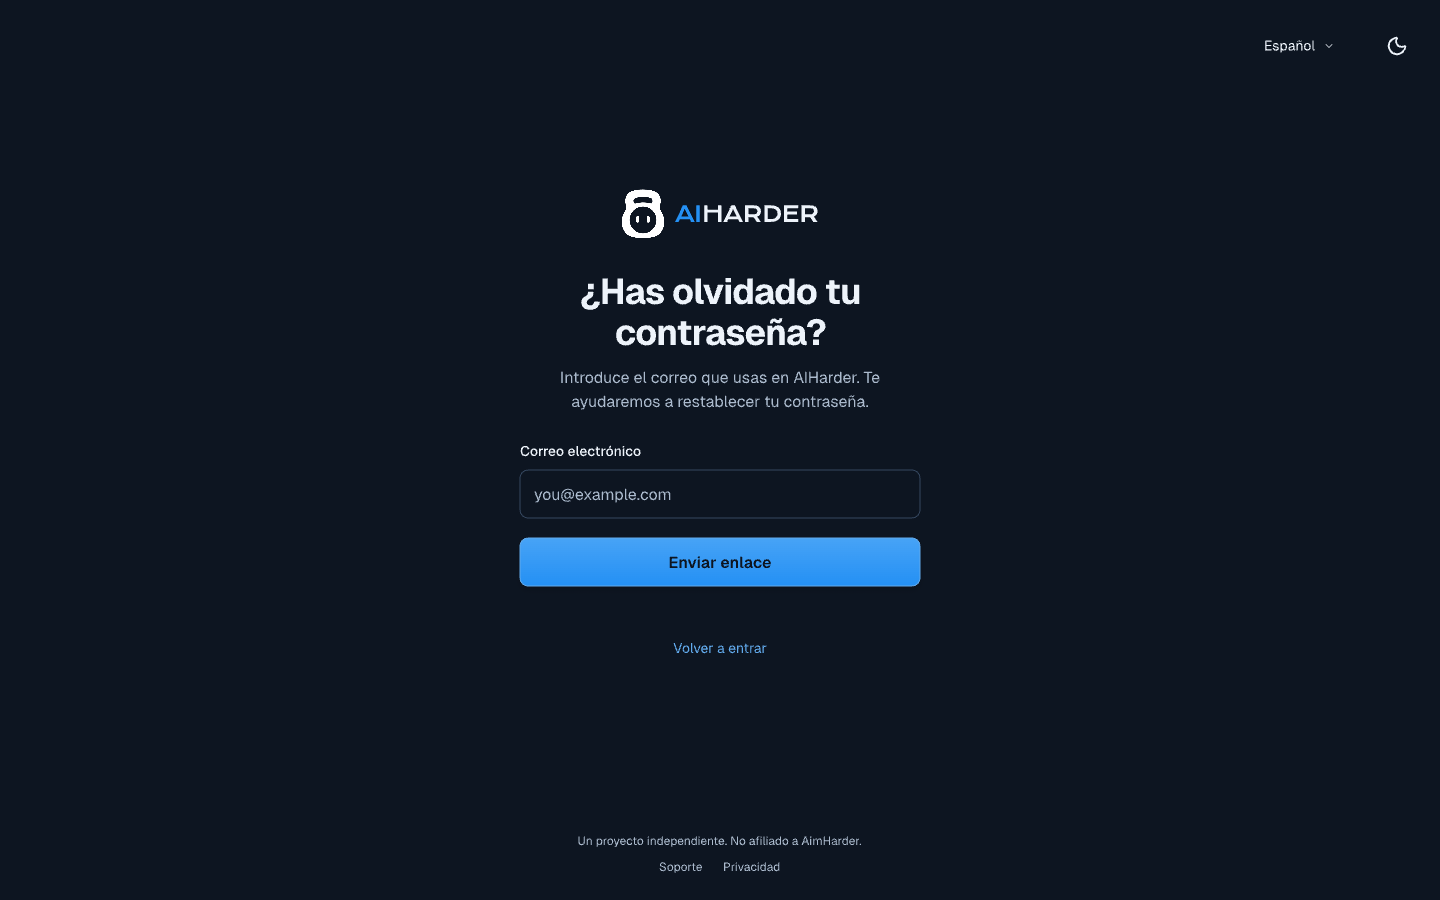 Español
AIHARDER
¿Has olvidado tu
contraseña?
Introduce el correo que usas en AIHarder. Te
ayudaremos a restablecer tu contraseña.
Correo electrónico
you@example.com
Enviar enlace
Volver a entrar
Un proyecto independiente. No afiliado a AimHarder.
Soporte Privacidad